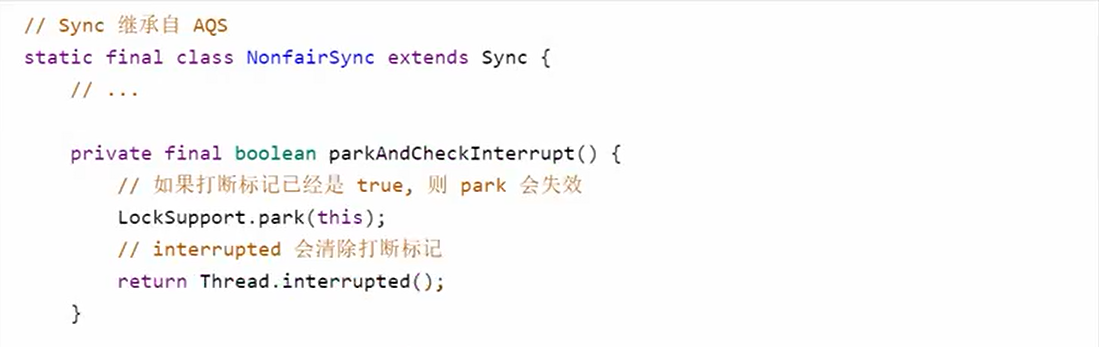 // Sync 继承自 AQS
static final class NonfairSync extends Sync {
    // ...
    private final boolean parkAndCheckInterrupt() {
        // 如果打断标记已经是 true, 则 park 会失效
        LockSupport.park(this);
        // interrupted 会清除打断标记
        return Thread.interrupted();
    }